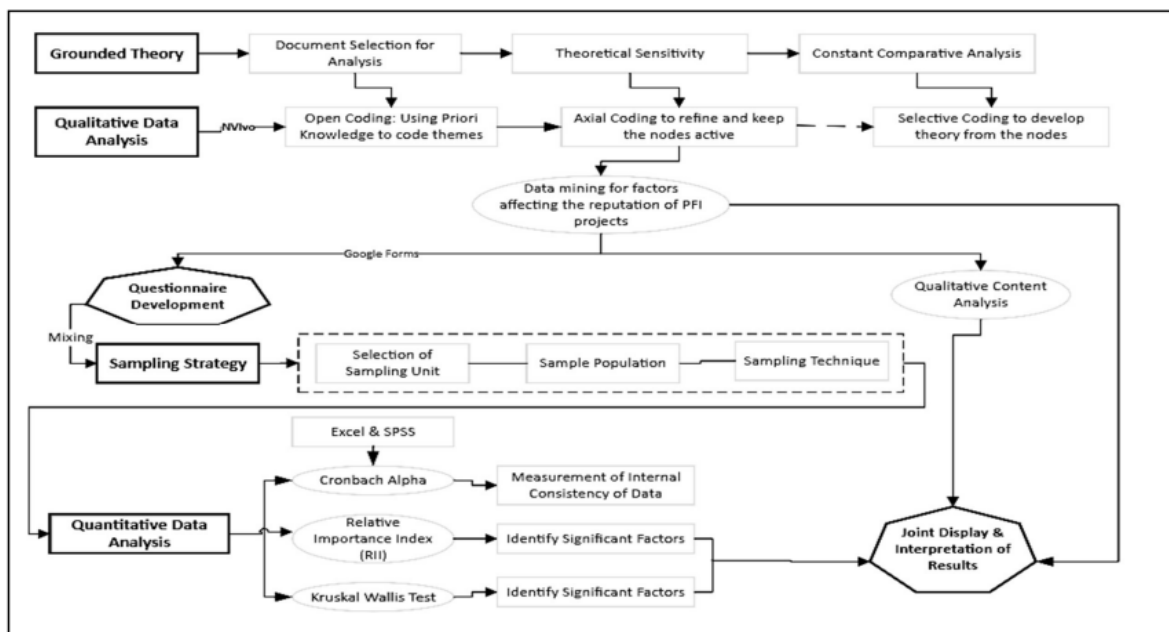 Grounded Theory
Document Selection for
Analysis
Theoretical Sensitivity
Constant Comparative Analysis
Qualitative Data
Analysis
NVivo
Open Coding: Using Priori
Knowledge to code themes
Axial Coding to refine and keep
the nodes active
Selective Coding to develop
theory from the nodes
Data mining for factors
affecting the reputation of PFI
projects
Google Forms
Questionnaire
Development
Qualitative Content
Analysis
Mixing
Sampling Strategy
Selection of
Sampling Unit
Sample Population
Sampling Technique
Excel & SPSS
Cronbach Alpha
Measurement of Internal
Consistency of Data
Quantitative Data
Analysis
Relative
Importance Index
(RII)
Identify Significant Factors
Joint Display &
Interpretation of
Results
Kruskal Wallis Test
Identify Significant Factors